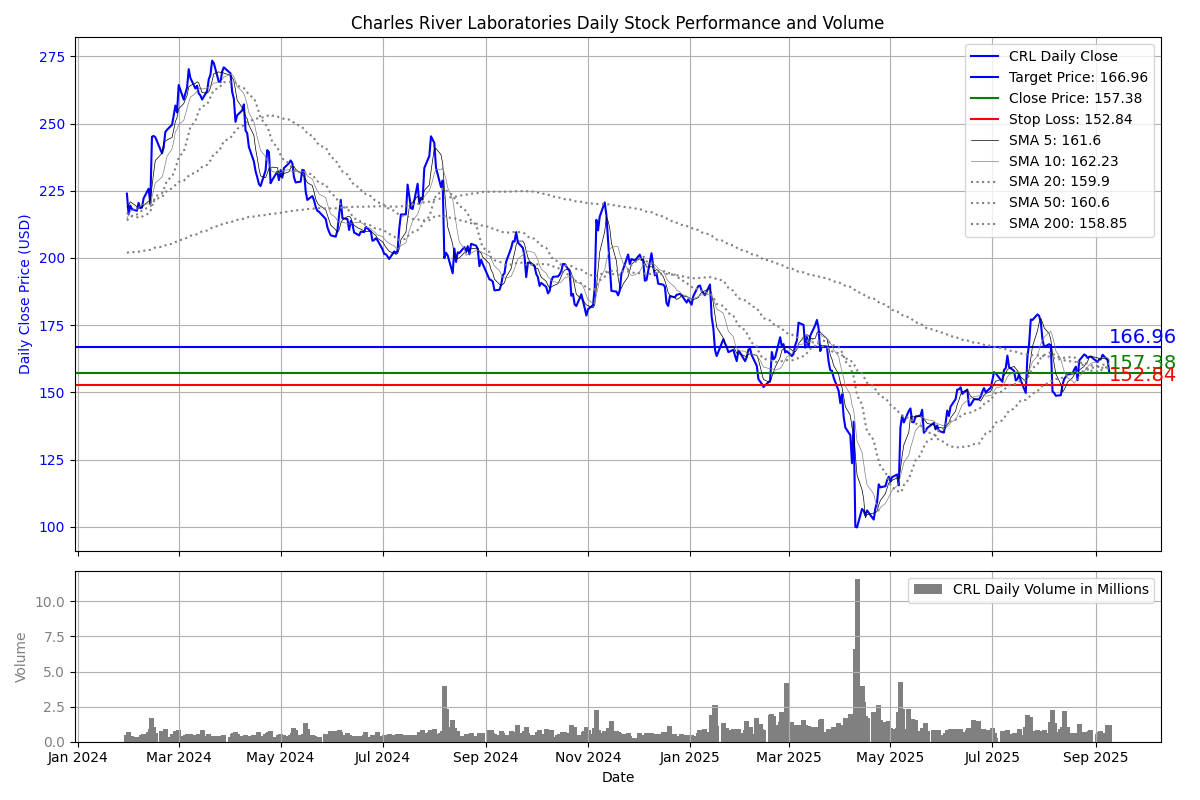 Charles River Laboratories Daily Stock Performance and Volume
Daily Close Price (USD)
275
250
225
200
175
150
125
100
CRL Daily Close
Target Price: 166.96
Close Price: 157.38
Stop Loss: 152.84
SMA 5: 161.6
SMA 10: 162.23
SMA 20: 159.9
SMA 50: 160.6
SMA 200: 158.85
166.96
157.38
152.84
Volume
10.0
7.5
5.0
2.5
0.0
CRL Daily Volume in Millions
Jan 2024 Mar 2024 May 2024 Jul 2024 Sep 2024 Nov 2024 Jan 2025 Mar 2025 May 2025 Jul 2025 Sep 2025
Date